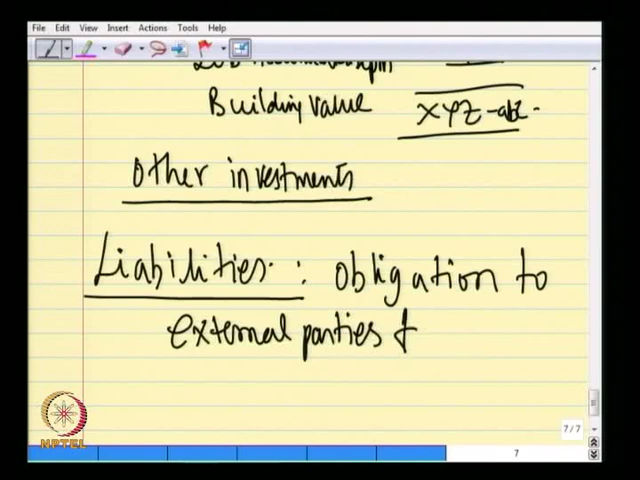 File Edit View Insert Actions Tools Help
Building Value XYZ - abc -
Other investments
Liabilities : Obligation to
external parties &
NPTEL
7/7
7